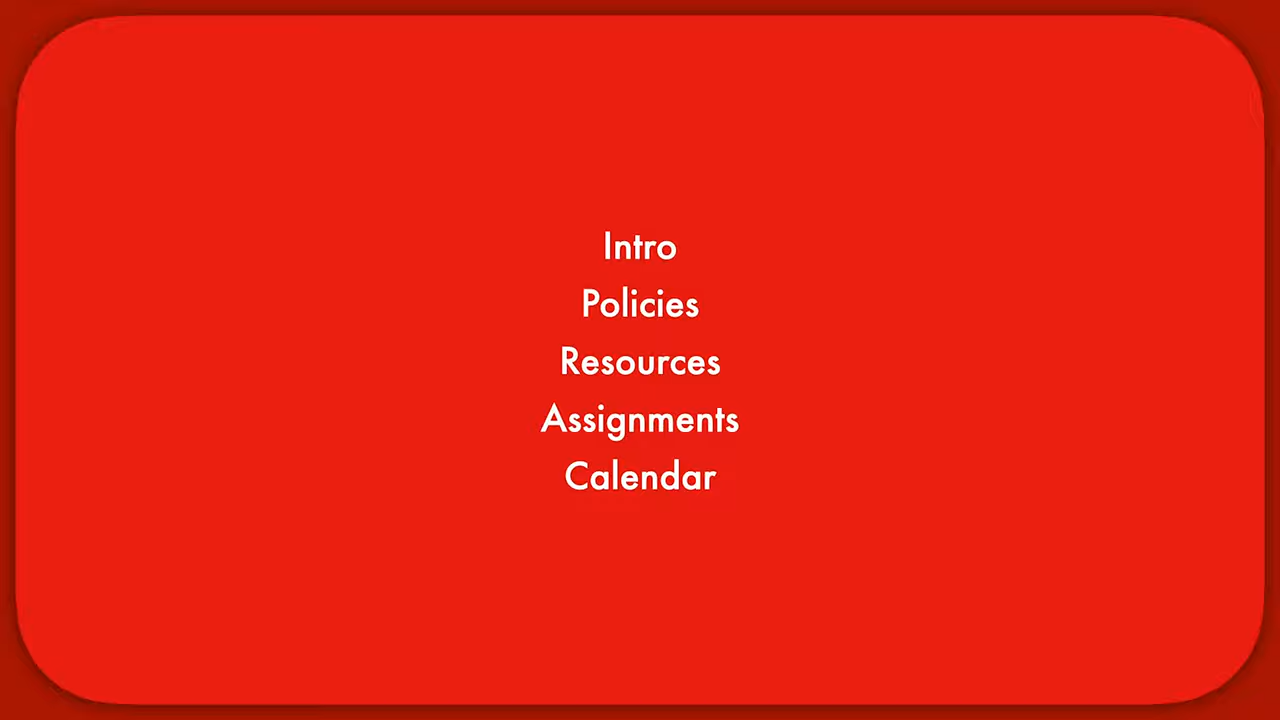 Intro
Policies
Resources
Assignments
Calendar